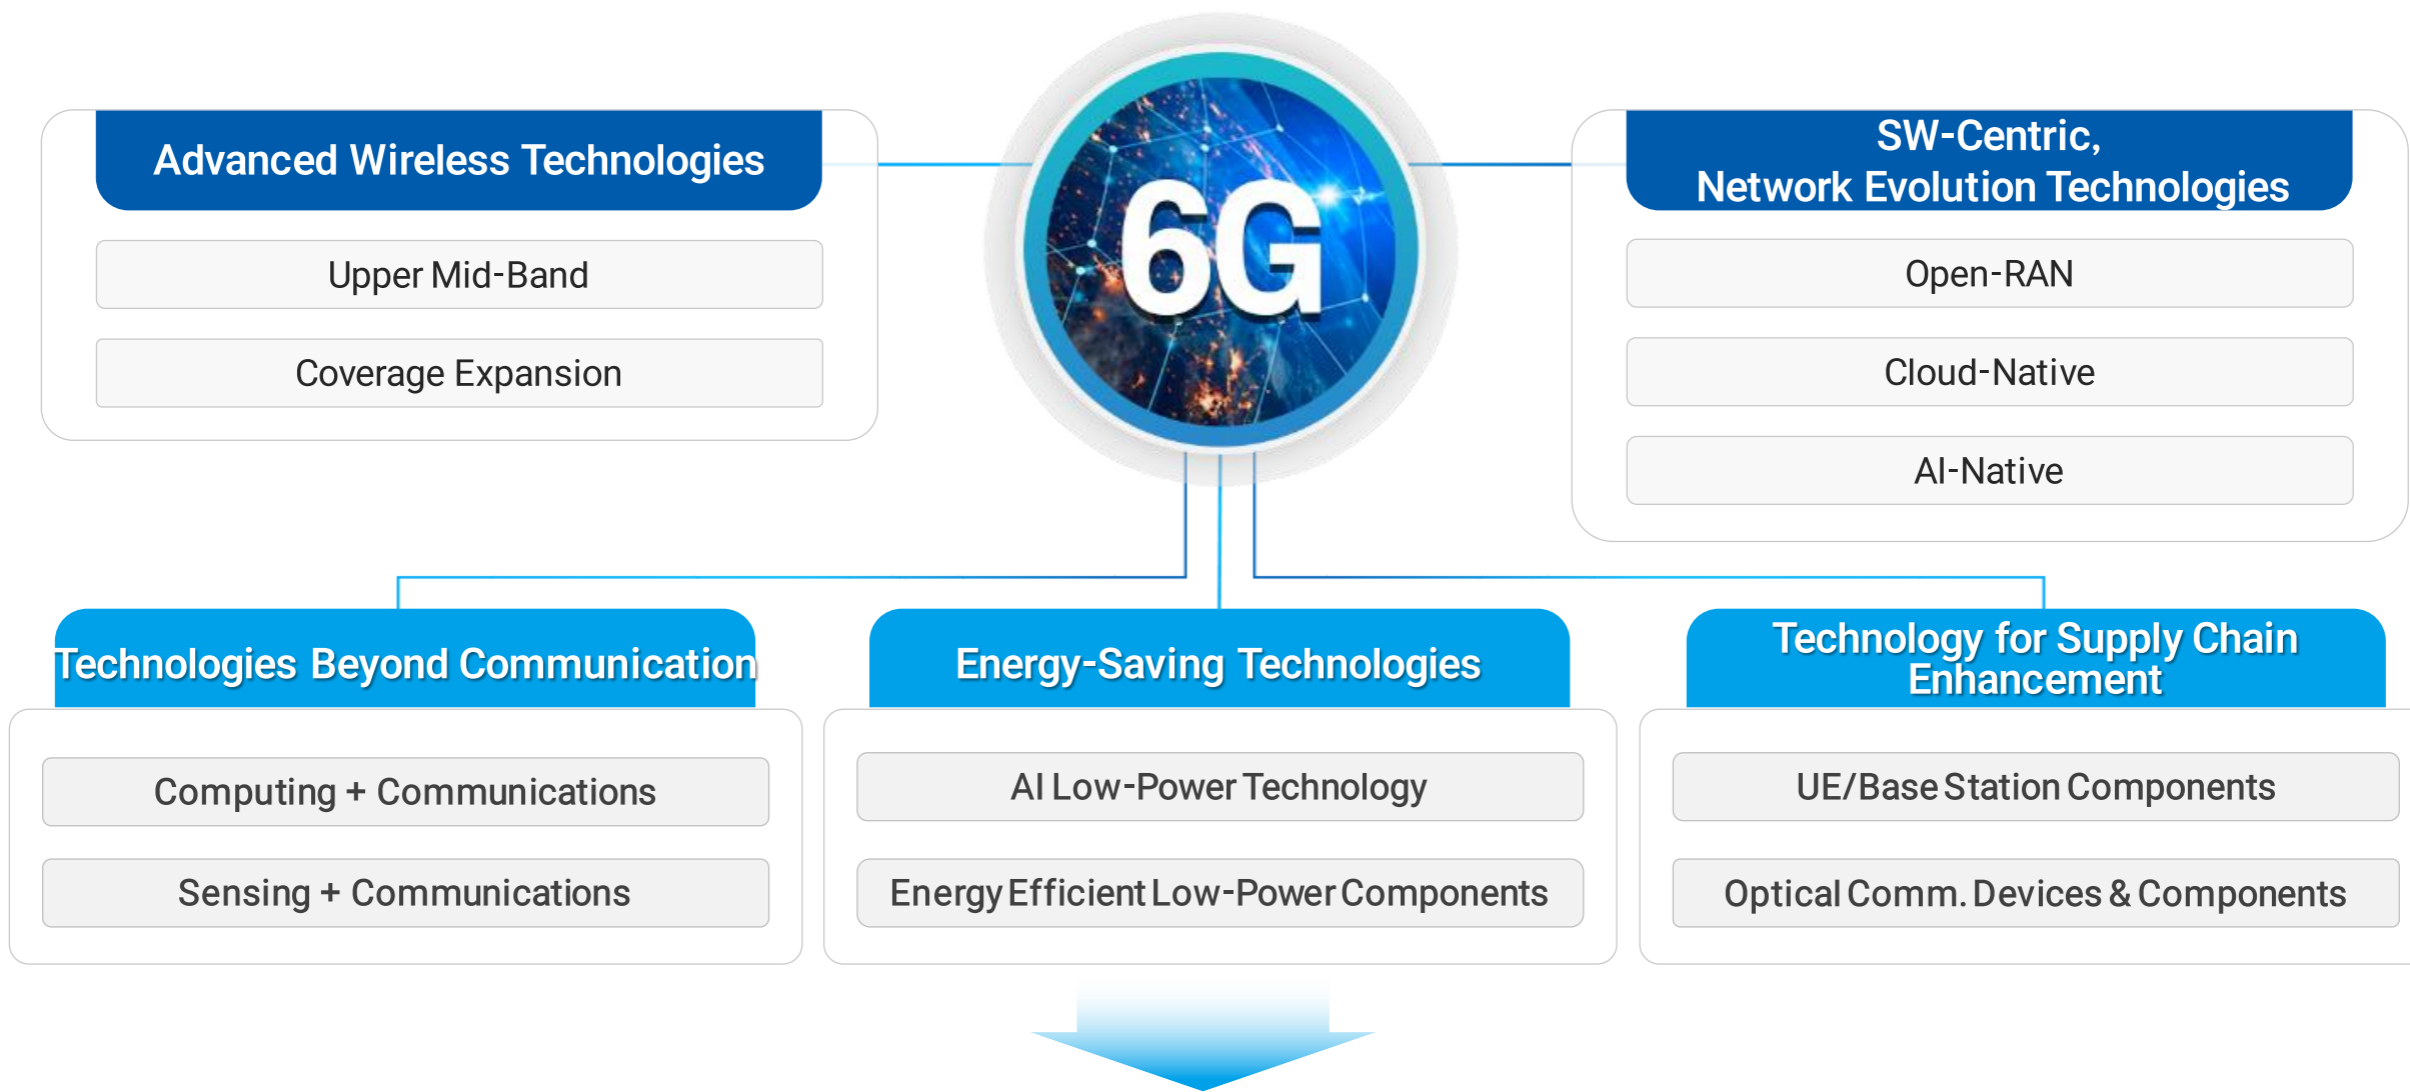 6G
Advanced Wireless Technologies
Upper Mid-Band
Coverage Expansion
SW-Centric,
Network Evolution Technologies
Open-RAN
Cloud-Native
AI-Native
Technologies Beyond Communication
Computing + Communications
Sensing + Communications
Energy-Saving Technologies
AI Low-Power Technology
Energy Efficient Low-Power Components
Technology for Supply Chain
Enhancement
UE/Base Station Components
Optical Comm. Devices & Components